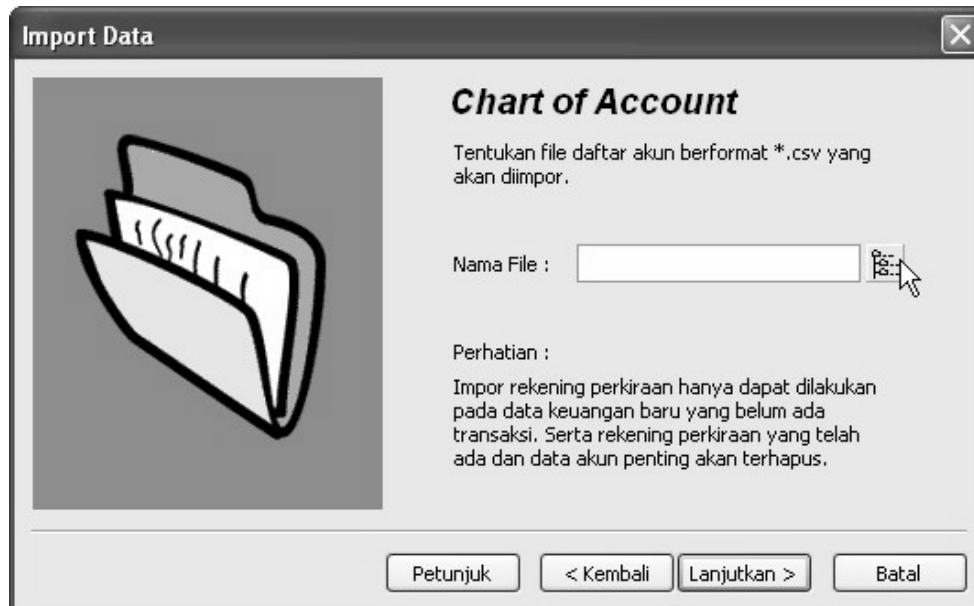 Import Data
Chart of Account
Tentukan file daftar akun berformat *.csv yang
akan diimpor.
Nama File :
Perhatian :
Impor rekening perkiraan hanya dapat dilakukan
pada data keuangan baru yang belum ada
transaksi. Serta rekening perkiraan yang telah
ada dan data akun penting akan terhapus.
Petunjuk
< Kembali
Lanjutkan >
Batal